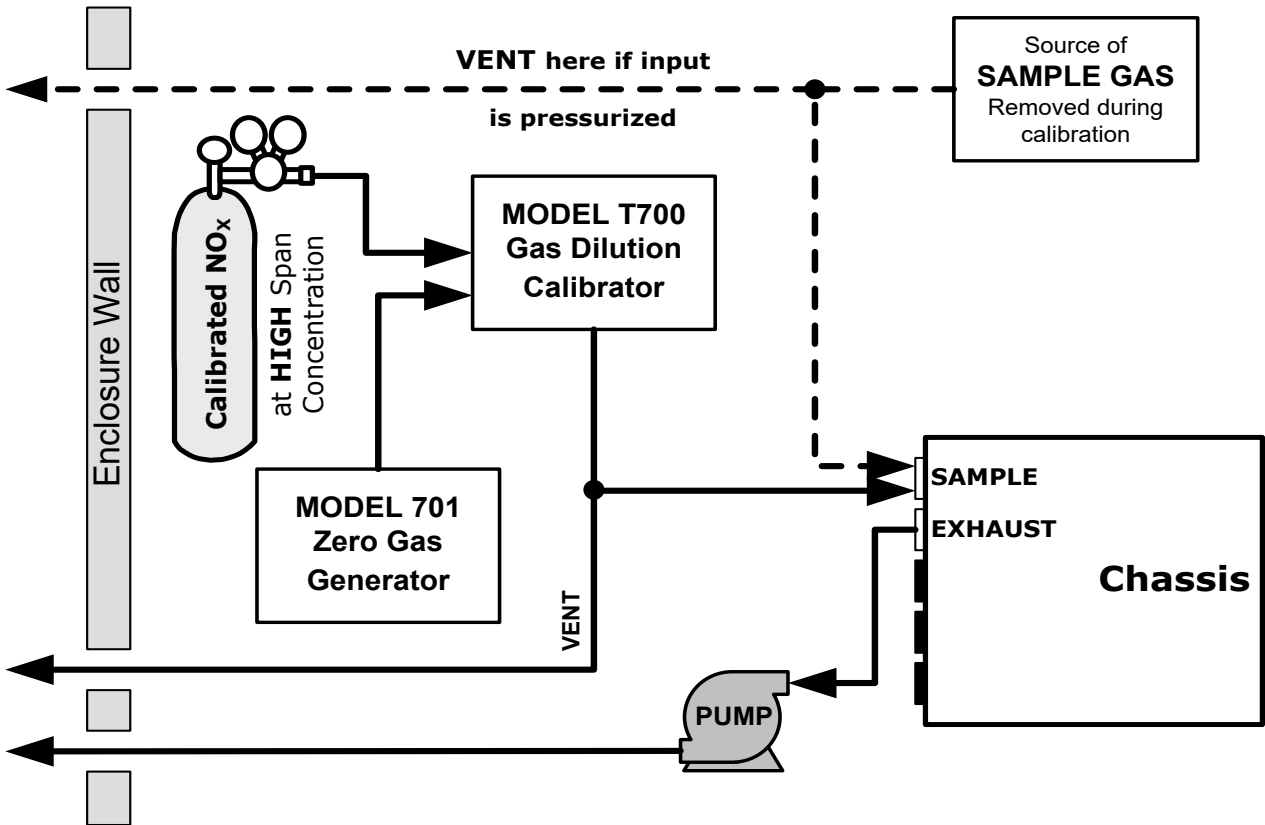 VENT here if input
is pressurized
Source of
SAMPLE GAS
Removed during
calibration
Enclosure Wall
Calibrated NOX
at HIGH Span
Concentration
MODEL T700
Gas Dilution
Calibrator
MODEL 701
Zero Gas
Generator
VENT
SAMPLE
EXHAUST
Chassis
PUMP